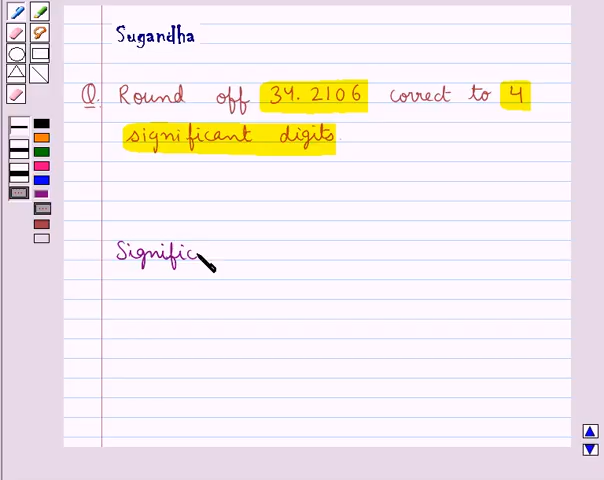 Sugandha
Q. Round off 34.2106 correct to 4
significant digits.
Signific